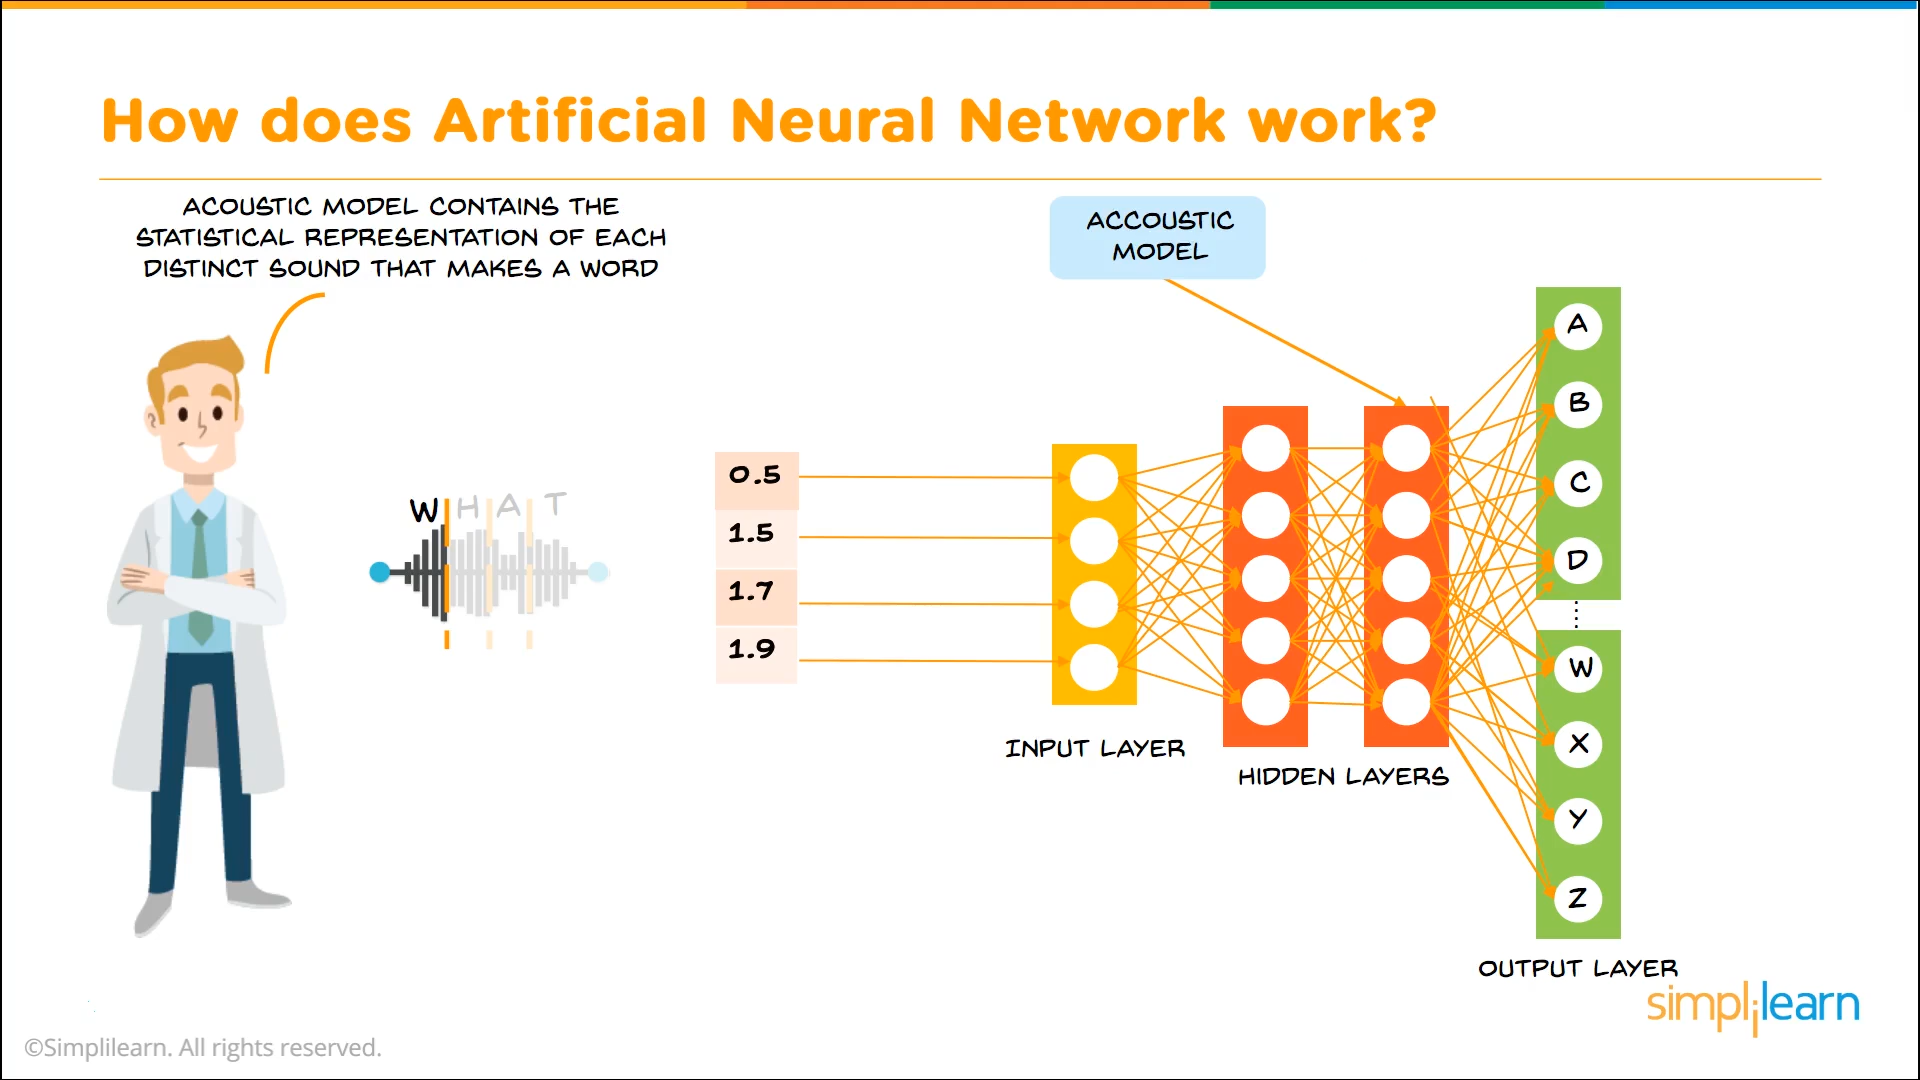 How does Artificial Neural Network work?
ACOUSTIC MODEL CONTAINS THE
STATISTICAL REPRESENTATION OF EACH
DISTINCT SOUND THAT MAKES A WORD
ACCOUSTIC
MODEL
W H A T
0.5
1.5
1.7
1.9
INPUT LAYER
HIDDEN LAYERS
A
B
C
D
W
X
Y
Z
OUTPUT LAYER
simplilearn
©Simplilearn. All rights reserved.